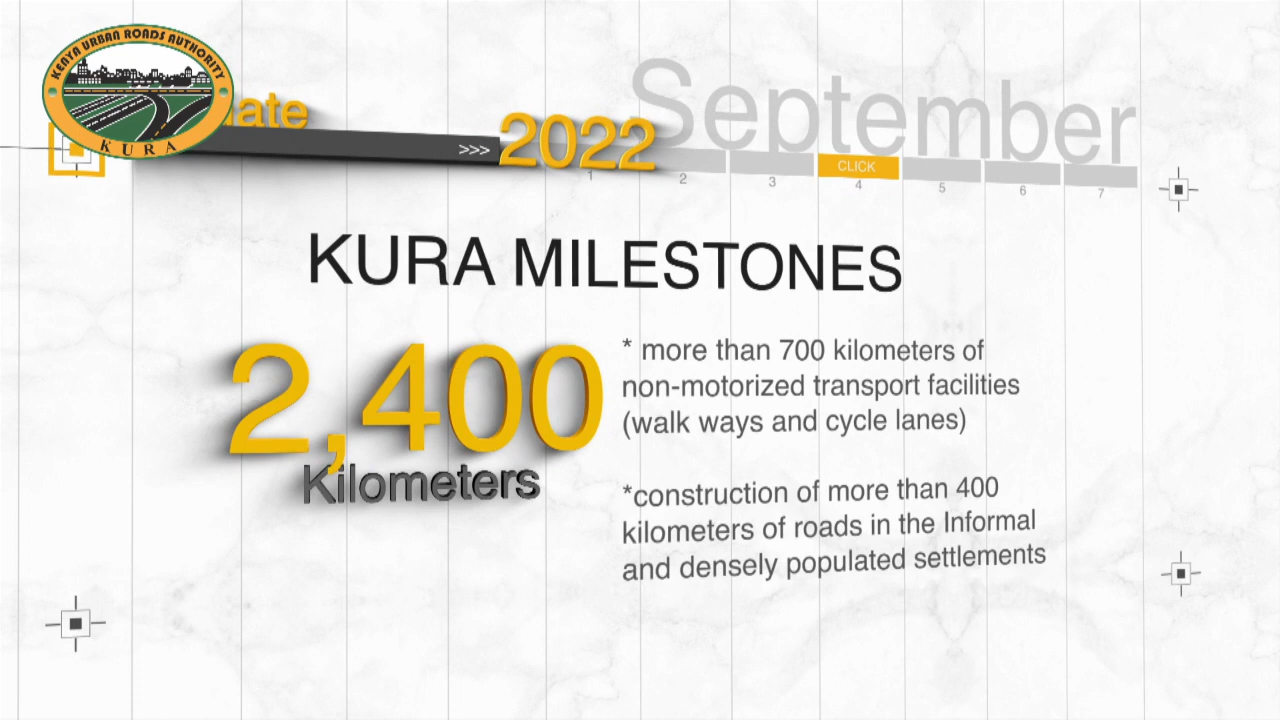 KENYA URBAN ROADS AUTHORITY
KURA
>>>
2022
September
CLICK
1 2 3 4 5 6 7
KURA MILESTONES
2,400
Kilometers
* more than 700 kilometers of
non-motorized transport facilities
(walk ways and cycle lanes)
*construction of more than 400
kilometers of roads in the Informal
and densely populated settlements